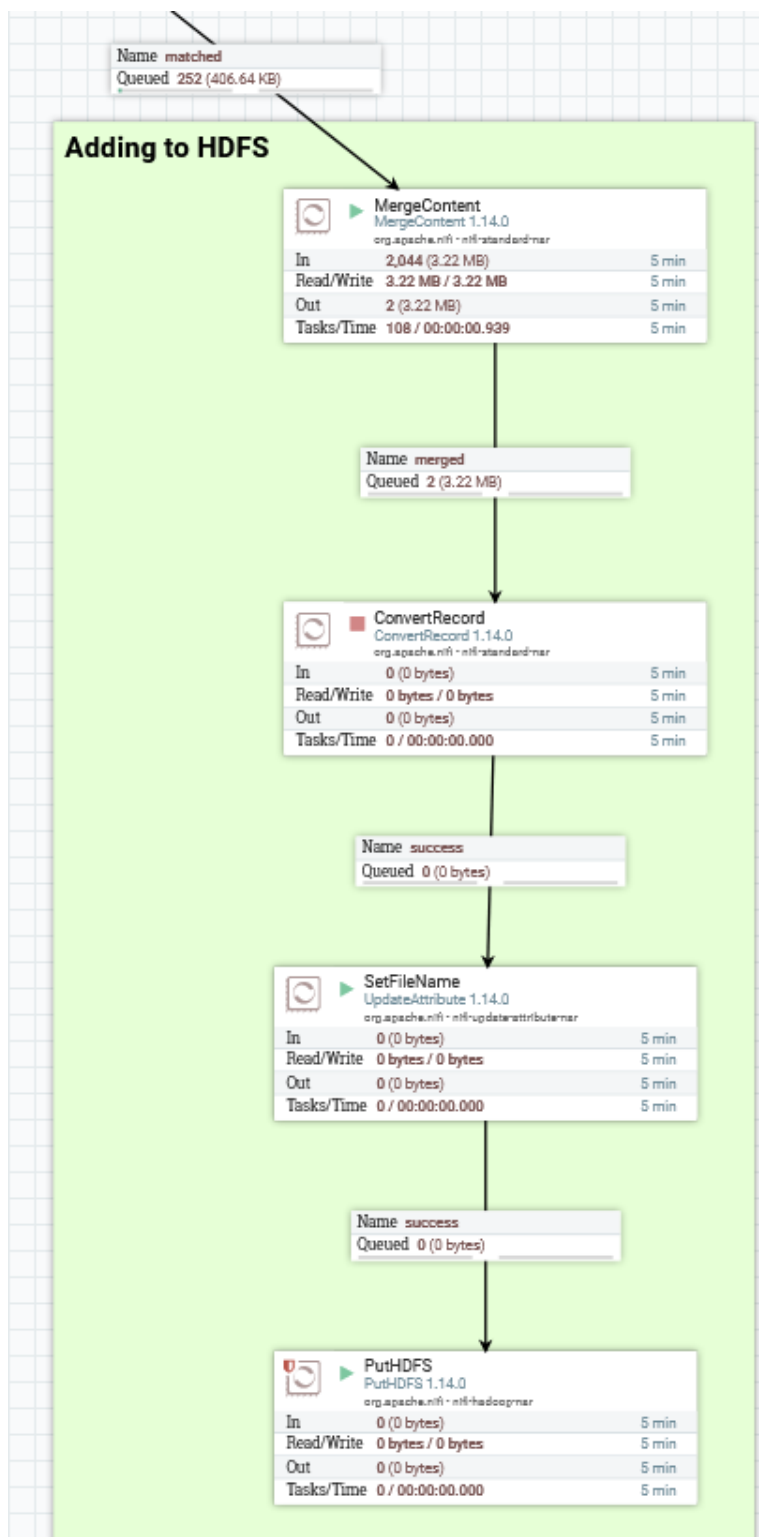 Name matched
Queued 252 (406.64 KB)
Adding to HDFS
MergeContent
MergeContent 1.14.0
org.apache.nifi - nifi-standard-nar
In 2,044 (3.22 MB) 5 min
Read/Write 3.22 MB / 3.22 MB 5 min
Out 2 (3.22 MB) 5 min
Tasks/Time 108 / 00:00:00.939 5 min
Name merged
Queued 2 (3.22 MB)
ConvertRecord
ConvertRecord 1.14.0
org.apache.nifi - nifi-standard-nar
In 0 (0 bytes) 5 min
Read/Write 0 bytes / 0 bytes 5 min
Out 0 (0 bytes) 5 min
Tasks/Time 0 / 00:00:00.000 5 min
Name success
Queued 0 (0 bytes)
SetFileName
UpdateAttribute 1.14.0
org.apache.nifi - nifi-update-attribute-nar
In 0 (0 bytes) 5 min
Read/Write 0 bytes / 0 bytes 5 min
Out 0 (0 bytes) 5 min
Tasks/Time 0 / 00:00:00.000 5 min
Name success
Queued 0 (0 bytes)
PutHDFS
PutHDFS 1.14.0
org.apache.nifi - nifi-hadoop-nar
In 0 (0 bytes) 5 min
Read/Write 0 bytes / 0 bytes 5 min
Out 0 (0 bytes) 5 min
Tasks/Time 0 / 00:00:00.000 5 min